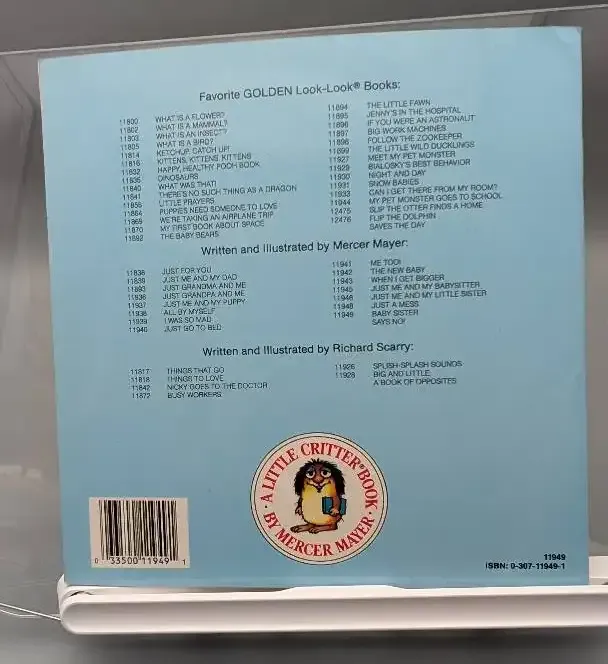 Favorite GOLDEN Look-Look® Books:
11800 WHAT IS A FLOWER?
11802 WHAT IS A MAMMAL?
11803 WHAT IS AN INSECT?
11805 WHAT IS A BIRD?
11814 KETCHUP, CATCH UP!
11816 KITTENS, KITTENS, KITTENS
11832 HAPPY, HEALTHY POOH BOOK
11835 DINOSAURS
11840 WHAT WAS THAT!
11841 THERE'S NO SUCH THING AS A DRAGON
11855 LITTLE PRAYERS
11864 PUPPIES NEED SOMEONE TO LOVE
11869 WE'RE TAKING AN AIRPLANE TRIP
11870 MY FIRST BOOK ABOUT SPACE
11892 THE BABY BEARS
11894 THE LITTLE FAWN
11895 JENNY'S IN THE HOSPITAL
11896 IF YOU WERE AN ASTRONAUT
11897 BIG WORK MACHINES
11898 FOLLOW THE ZOOKEEPER
11899 THE LITTLE WILD DUCKLINGS
11927 MEET MY PET MONSTER
11929 BIALOSKY'S BEST BEHAVIOR
11930 NIGHT AND DAY
11931 SNOW BABIES
11933 CAN I GET THERE FROM MY ROOM?
11944 MY PET MONSTER GOES TO SCHOOL
12475 SLIP THE OTTER FINDS A HOME
12476 FLIP THE DOLPHIN
SAVES THE DAY
Written and Illustrated by Mercer Mayer:
11838 JUST FOR YOU
11839 JUST ME AND MY DAD
11893 JUST GRANDMA AND ME
11936 JUST GRANDPA AND ME
11937 JUST ME AND MY PUPPY
11938 ALL BY MYSELF
11939 I WAS SO MAD
11940 JUST GO TO BED
11941 ME TOO!
11942 THE NEW BABY
11943 WHEN I GET BIGGER
11945 JUST ME AND MY BABYSITTER
11946 JUST ME AND MY LITTLE SISTER
11948 JUST A MESS
11949 BABY SISTER
SAYS NO!
Written and Illustrated by Richard Scarry:
11817 THINGS THAT GO
11818 THINGS TO LOVE
11842 NICKY GOES TO THE DOCTOR
11872 BUSY WORKERS
11926 SPLISH-SPLASH SOUNDS
11928 BIG AND LITTLE:
A BOOK OF OPPOSITES
• A LITTLE CRITTER® BOOK •
BY MERCER MAYER
0 33500 11949 1
11949
ISBN: 0-307-11949-1